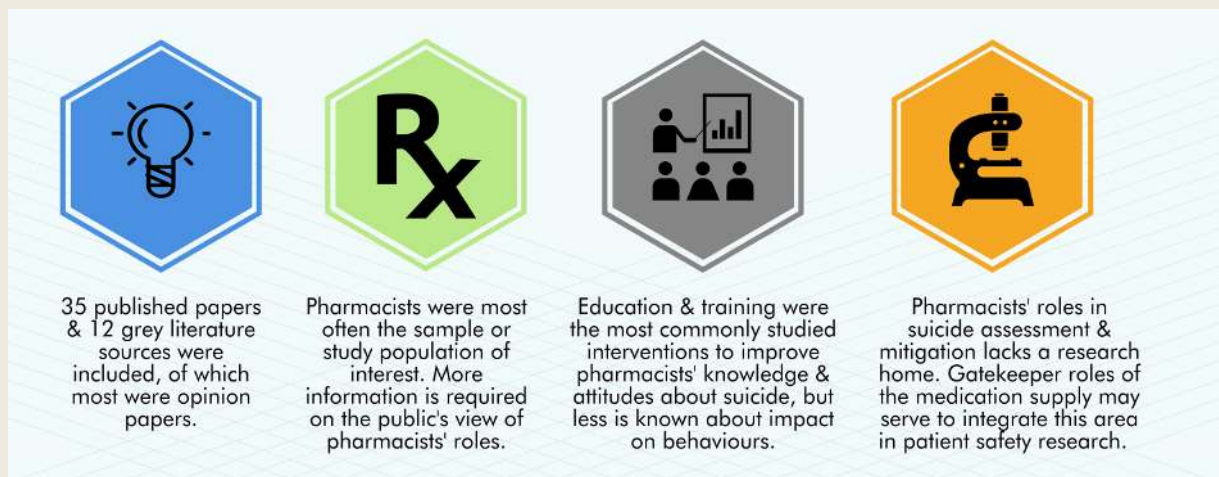 Rx
35 published papers
& 12 grey literature
sources were
included, of which
most were opinion
papers.
Pharmacists were most
often the sample or
study population of
interest. More
information is required
on the public's view of
pharmacists' roles.
Education & training were
the most commonly studied
interventions to improve
pharmacists' knowledge &
attitudes about suicide, but
less is known about impact
on behaviours.
Pharmacists' roles in
suicide assessment &
mitigation lacks a research
home. Gatekeeper roles of
the medication supply may
serve to integrate this area
in patient safety research.